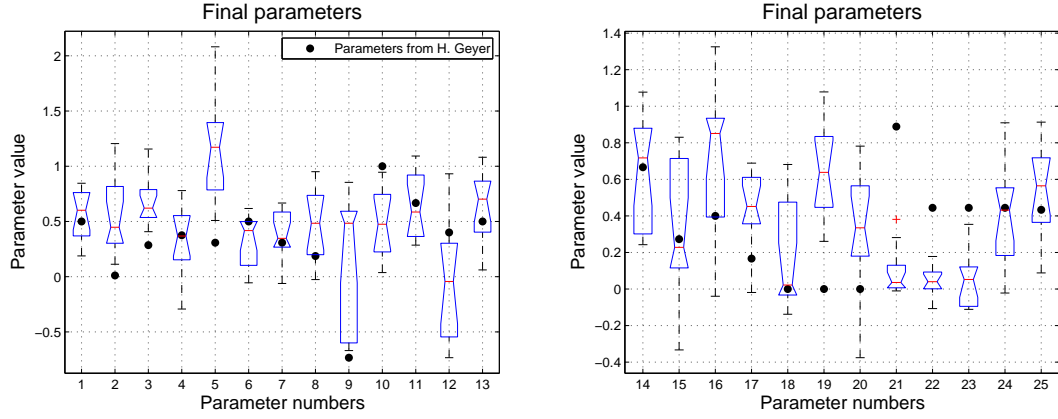 Final parameters
Parameters from H. Geyer
Parameter value
2
1.5
1
0.5
0
−0.5
1 2 3 4 5 6 7 8 9 10 11 12 13
Parameter numbers
Final parameters
Parameter value
1.4
1.2
1
0.8
0.6
0.4
0.2
0
−0.2
−0.4
14 15 16 17 18 19 20 21 22 23 24 25
Parameter numbers